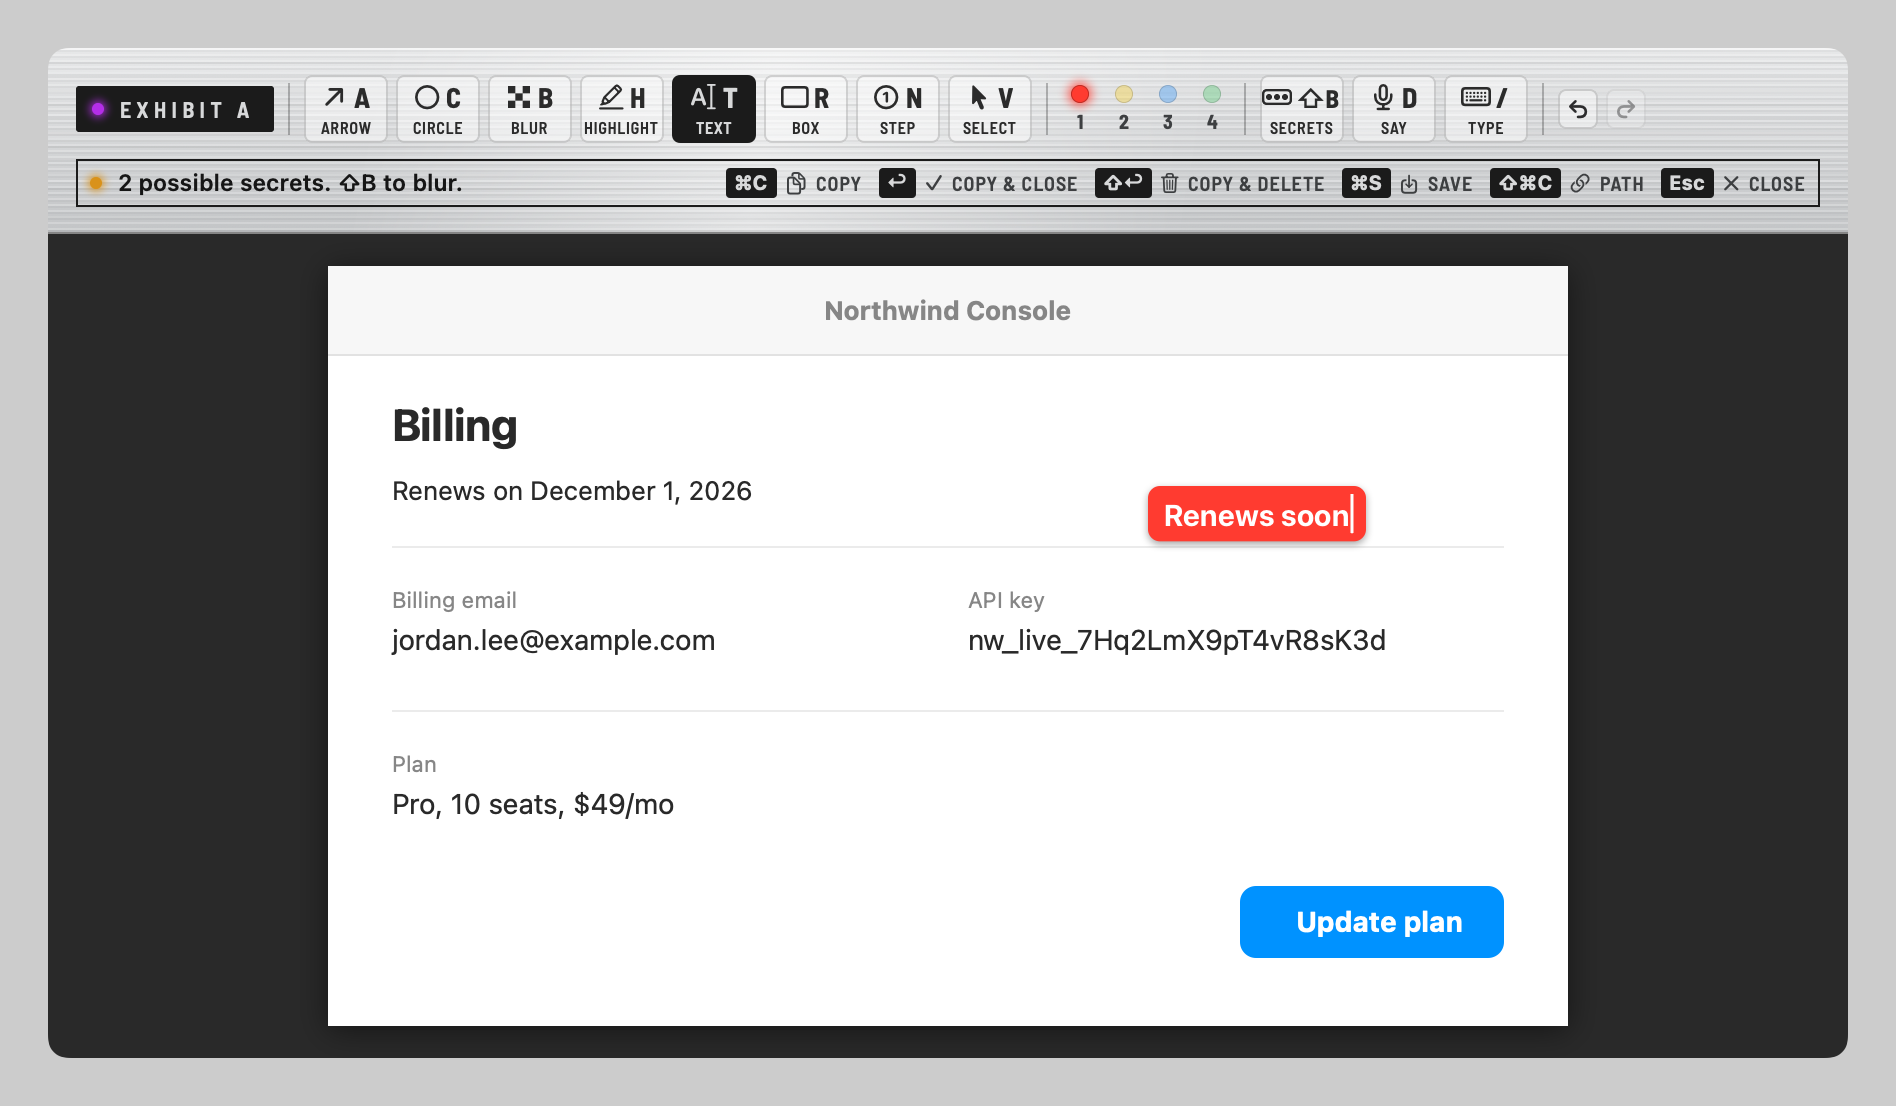 EXHIBIT A
A
ARROW
C
CIRCLE
B
BLUR
H
HIGHLIGHT
T
TEXT
R
BOX
1 N
STEP
V
SELECT
1 2 3 4
⇧B
SECRETS
D
SAY
/
TYPE
2 possible secrets. ⇧B to blur.
⌘C COPY
↩ COPY & CLOSE
⇧↩ COPY & DELETE
⌘S SAVE
⇧⌘C PATH
Esc CLOSE
Northwind Console
Billing
Renews on December 1, 2026
Renews soon
Billing email
jordan.lee@example.com
API key
nw_live_7Hq2LmX9pT4vR8sK3d
Plan
Pro, 10 seats, $49/mo
Update plan